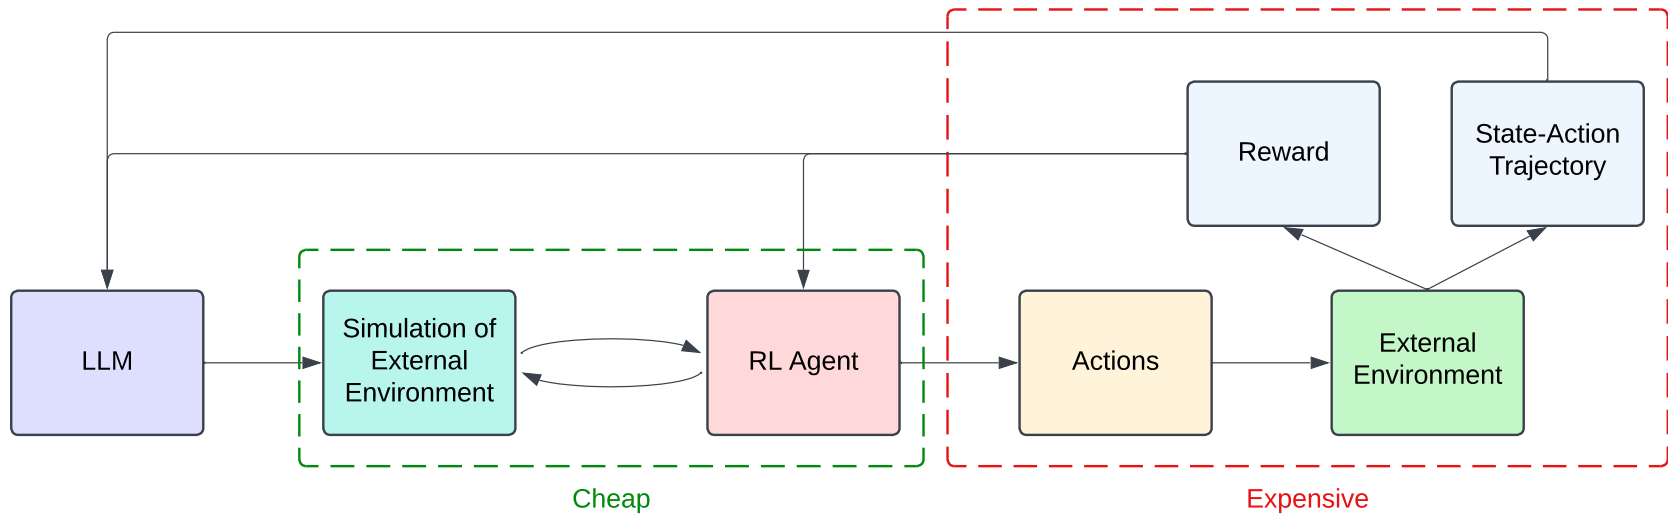 Reward
State-Action
Trajectory
LLM
Simulation of
External
Environment
RL Agent
Actions
External
Environment
Cheap
Expensive